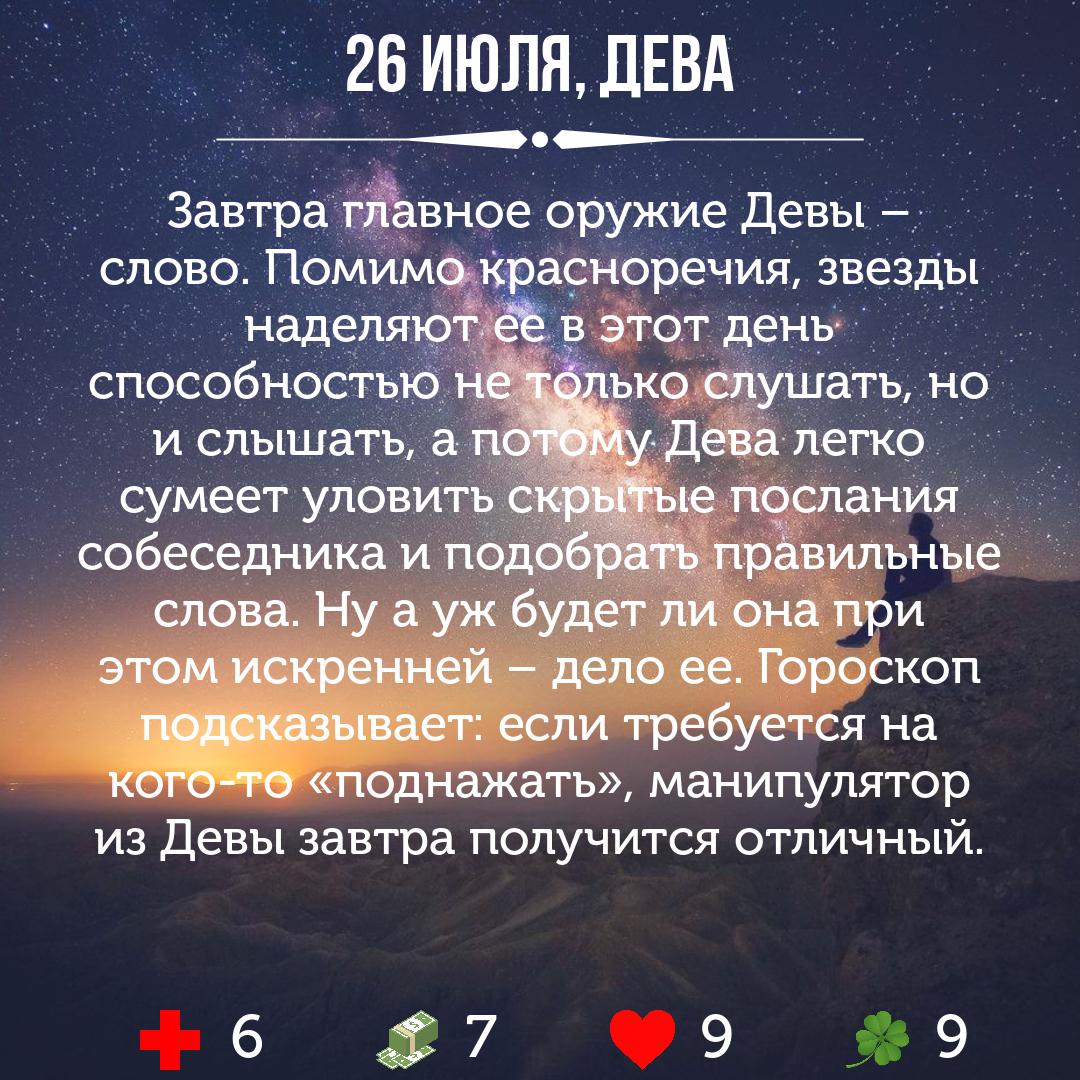 26 ИЮЛЯ, ДЕВА
Завтра главное оружие Девы –
слово. Помимо красноречия, звезды
наделяют ее в этот день
способностью не только слушать, но
и слышать, а потому Дева легко
сумеет уловить скрытые послания
собеседника и подобрать правильные
слова. Ну а уж будет ли она при
этом искренней – дело ее. Гороскоп
подсказывает: если требуется на
кого-то «поднажать», манипулятор
из Девы завтра получится отличный.
6 7 9 9